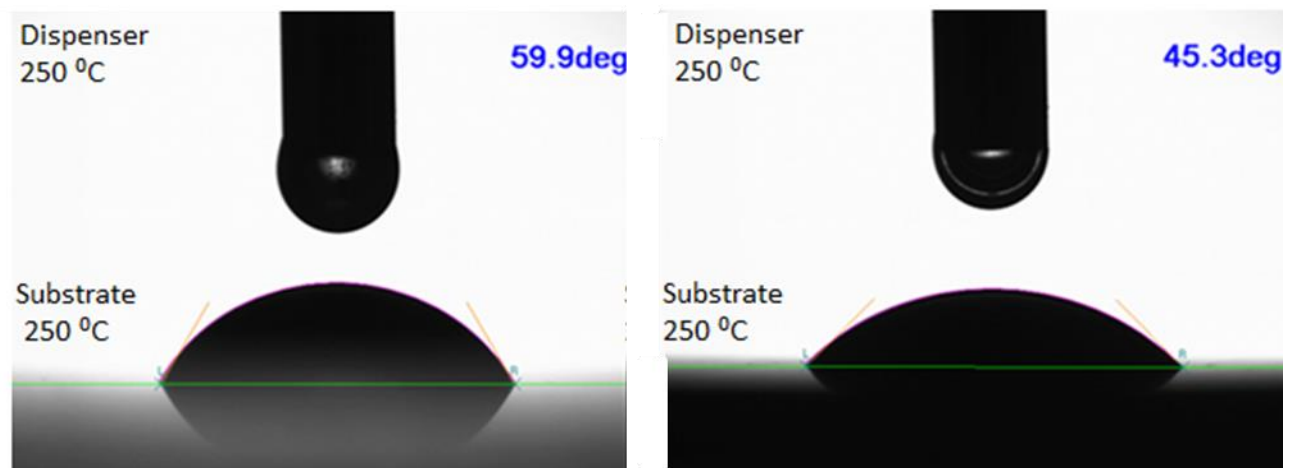 Dispenser
250 ⁰C
59.9deg
Substrate
250 ⁰C
L
R
Dispenser
250 ⁰C
45.3deg
Substrate
250 ⁰C
L
R